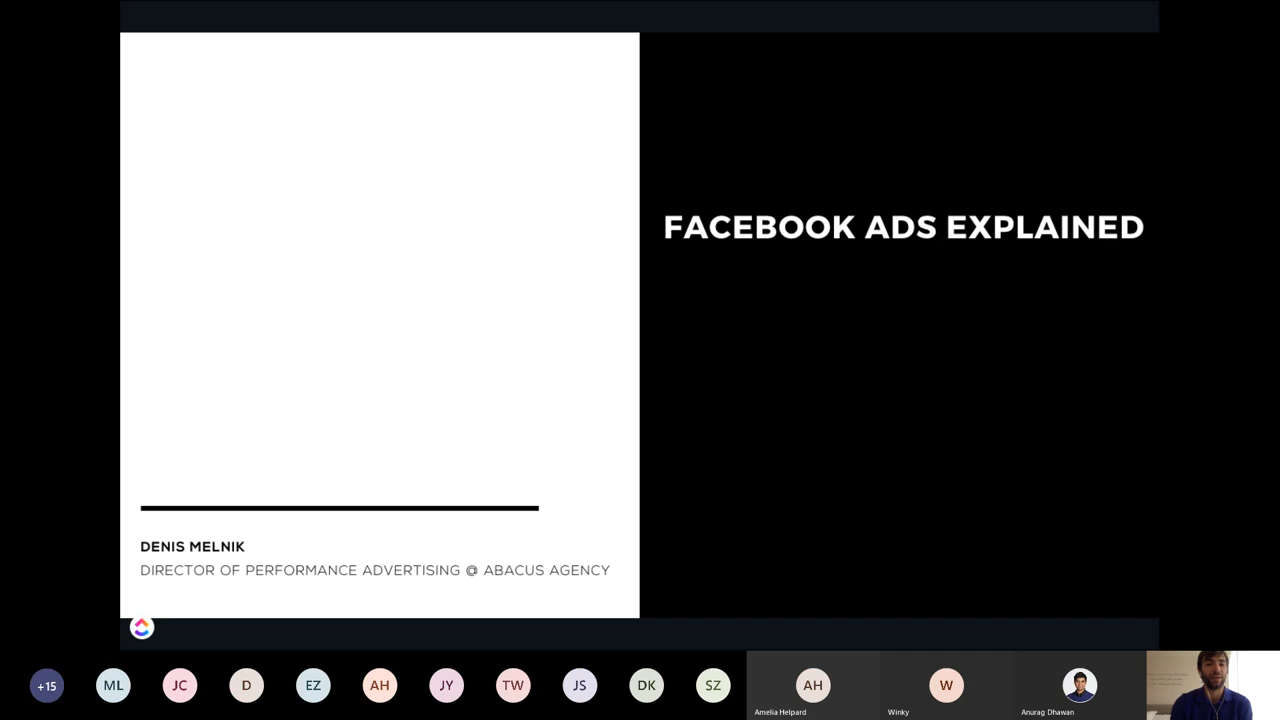 FACEBOOK ADS EXPLAINED
DENIS MELNIK
DIRECTOR OF PERFORMANCE ADVERTISING @ ABACUS AGENCY
+15
ML
JC
D
EZ
AH
JY
TW
JS
DK
SZ
AH
W
Amelia Helpard
Winky
Anurag Dhawan